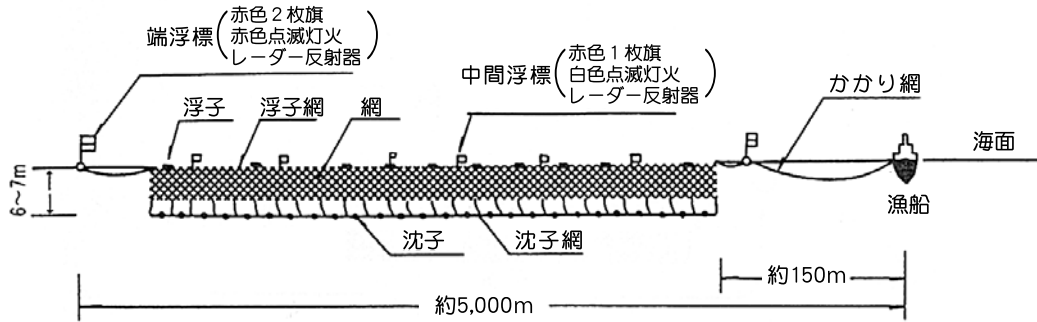 端浮標（赤色２枚旗
赤色点滅灯火
レーダー反射器）
中間浮標（赤色１枚旗
白色点滅灯火
レーダー反射器）
浮子
浮子網
網
かかり網
海面
6～7m
漁船
沈子
沈子網
約150m
約5,000m